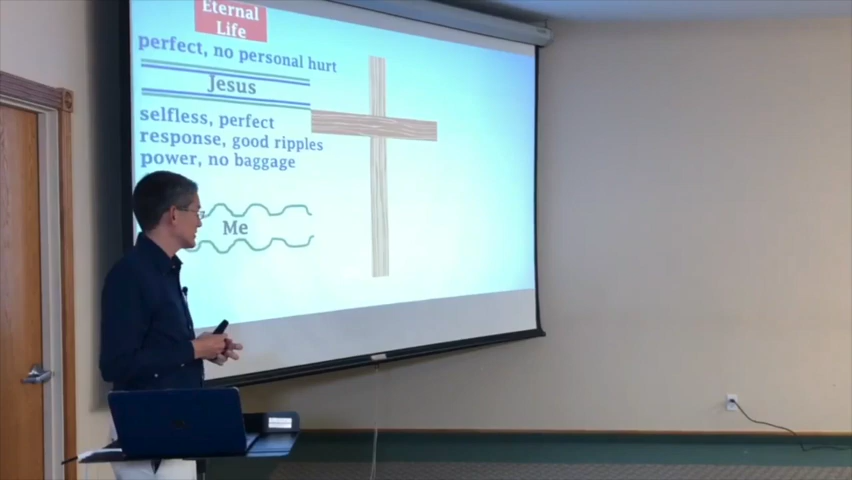 Eternal
Life
perfect, no personal hurt
Jesus
selfless, perfect
response, good ripples
power, no baggage
Me